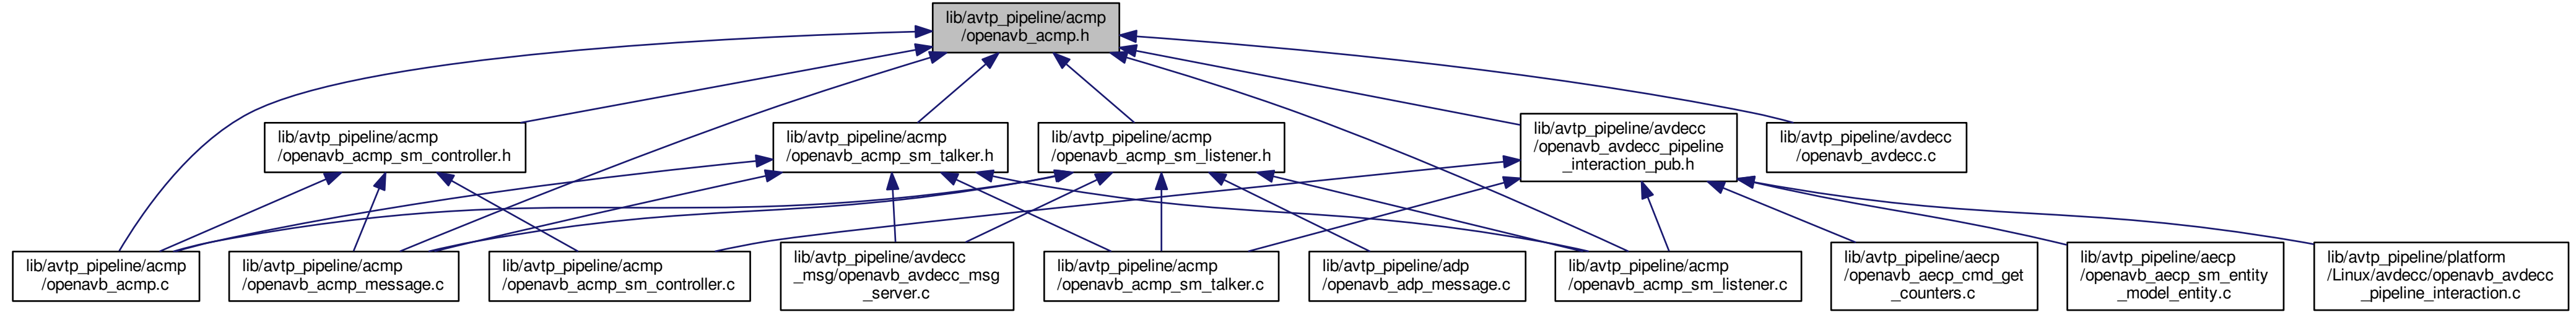 lib/avtp_pipeline/acmp
/openavb_acmp.h
lib/avtp_pipeline/acmp
/openavb_acmp_sm_controller.h
lib/avtp_pipeline/acmp
/openavb_acmp_sm_talker.h
lib/avtp_pipeline/acmp
/openavb_acmp_sm_listener.h
lib/avtp_pipeline/avdecc
/openavb_avdecc_pipeline
_interaction_pub.h
lib/avtp_pipeline/avdecc
/openavb_avdecc.c
lib/avtp_pipeline/acmp
/openavb_acmp.c
lib/avtp_pipeline/acmp
/openavb_acmp_message.c
lib/avtp_pipeline/acmp
/openavb_acmp_sm_controller.c
lib/avtp_pipeline/avdecc
_msg/openavb_avdecc_msg
_server.c
lib/avtp_pipeline/acmp
/openavb_acmp_sm_talker.c
lib/avtp_pipeline/adp
/openavb_adp_message.c
lib/avtp_pipeline/acmp
/openavb_acmp_sm_listener.c
lib/avtp_pipeline/aecp
/openavb_aecp_cmd_get
_counters.c
lib/avtp_pipeline/aecp
/openavb_aecp_sm_entity
_model_entity.c
lib/avtp_pipeline/platform
/Linux/avdecc/openavb_avdecc
_pipeline_interaction.c